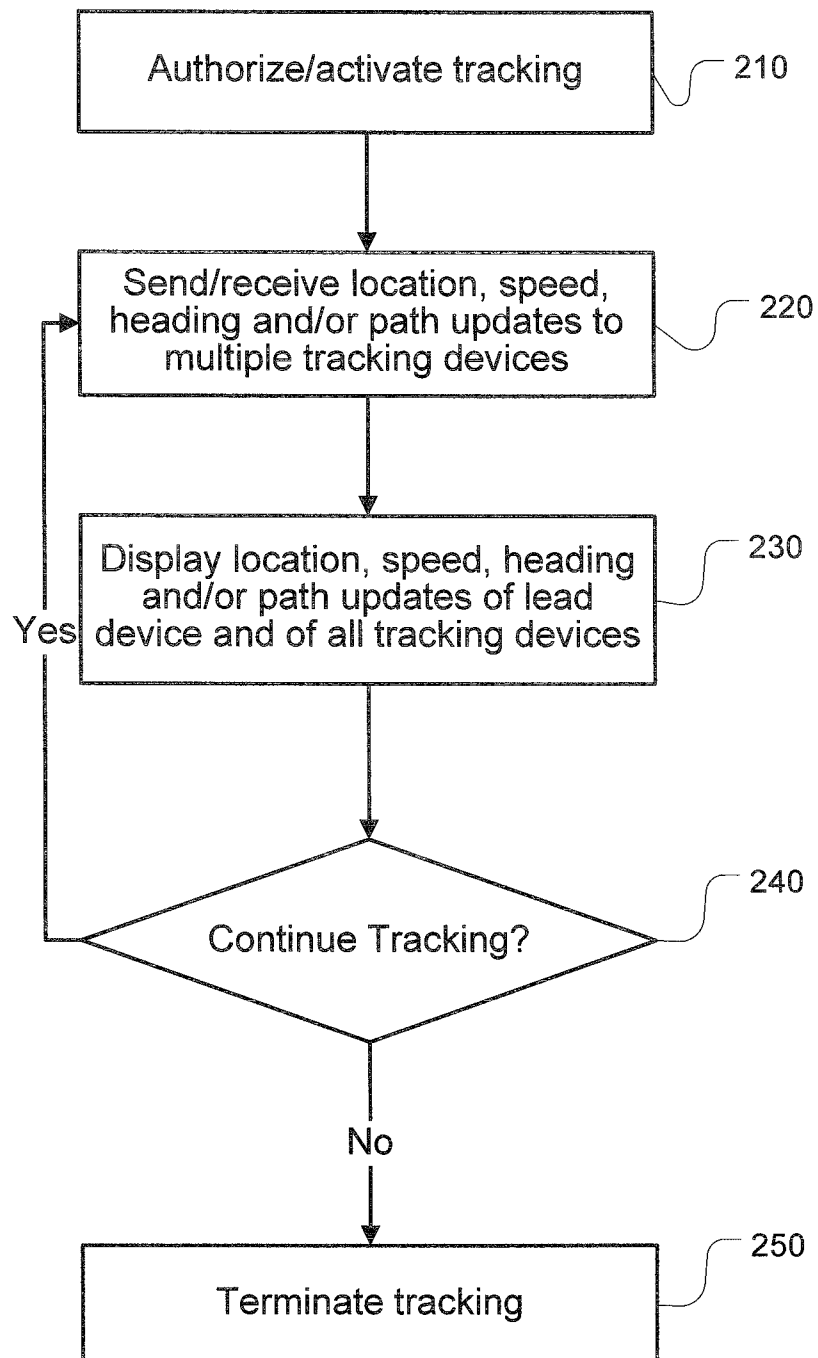 Authorize/activate tracking
210
Send/receive location, speed,
heading and/or path updates to
multiple tracking devices
220
Display location, speed, heading
and/or path updates of lead
device and of all tracking devices
230
Yes
Continue Tracking?
240
No
Terminate tracking
250